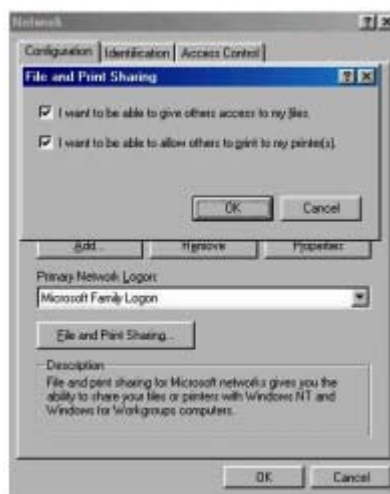 Network
Configuration Identification Access Control
File and Print Sharing
I want to be able to give others access to my files.
I want to be able to allow others to print to my printer(s).
OK Cancel
Add... Remove Properties
Primary Network Logon:
Microsoft Family Logon
File and Print Sharing...
Description
File and print sharing for Microsoft networks gives you the
ability to share your files or printers with Windows NT and
Windows for Workgroups computers.
OK Cancel